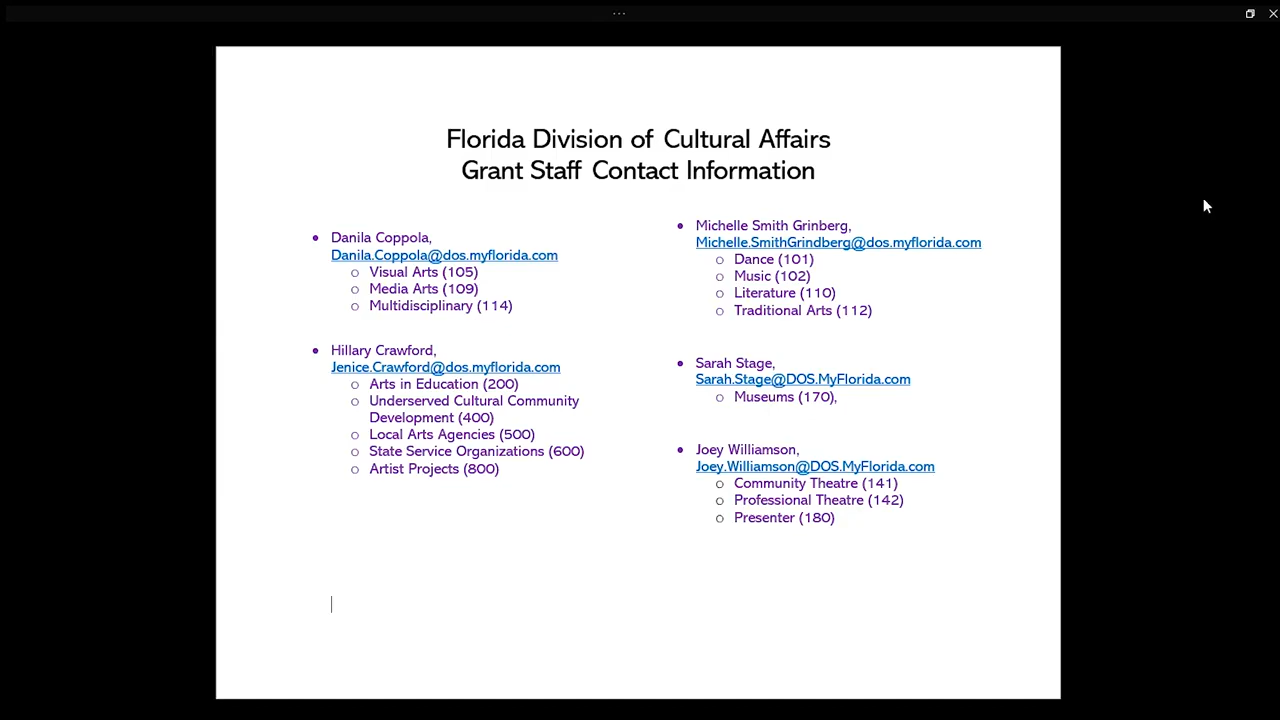 Florida Division of Cultural Affairs
Grant Staff Contact Information
• Danila Coppola,
Danila.Coppola@dos.myflorida.com
o Visual Arts (105)
o Media Arts (109)
o Multidisciplinary (114)
• Hillary Crawford,
Jenice.Crawford@dos.myflorida.com
o Arts in Education (200)
o Underserved Cultural Community
Development (400)
o Local Arts Agencies (500)
o State Service Organizations (600)
o Artist Projects (800)
• Michelle Smith Grinberg,
Michelle.SmithGrindberg@dos.myflorida.com
o Dance (101)
o Music (102)
o Literature (110)
o Traditional Arts (112)
• Sarah Stage,
Sarah.Stage@DOS.MyFlorida.com
o Museums (170),
• Joey Williamson,
Joey.Williamson@DOS.MyFlorida.com
o Community Theatre (141)
o Professional Theatre (142)
o Presenter (180)